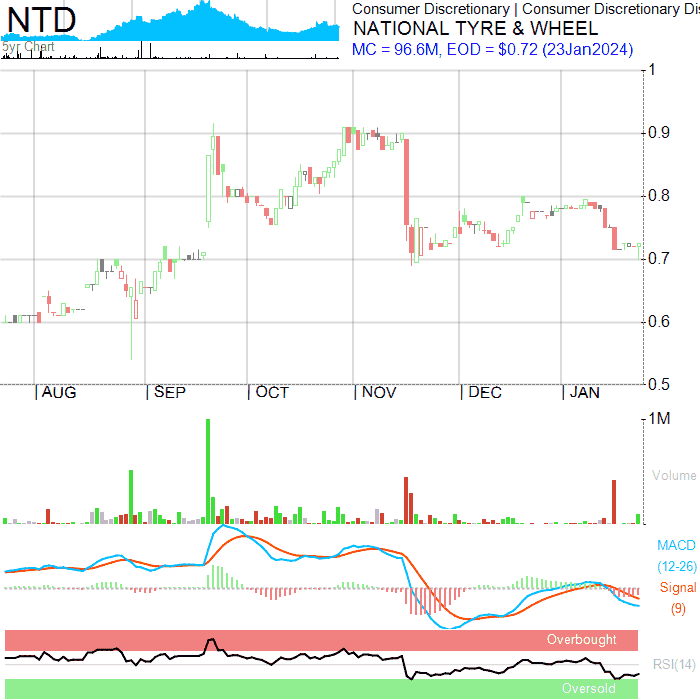 NTD
5yr Chart
Consumer Discretionary | Consumer Discretionary Dis
NATIONAL TYRE & WHEEL
MC = 96.6M, EOD = $0.72 (23Jan2024)
1
0.9
0.8
0.7
0.6
0.5
| AUG | SEP | OCT | NOV | DEC | JAN
1M
Volume
MACD
(12-26)
Signal
(9)
Overbought
RSI(14)
Oversold